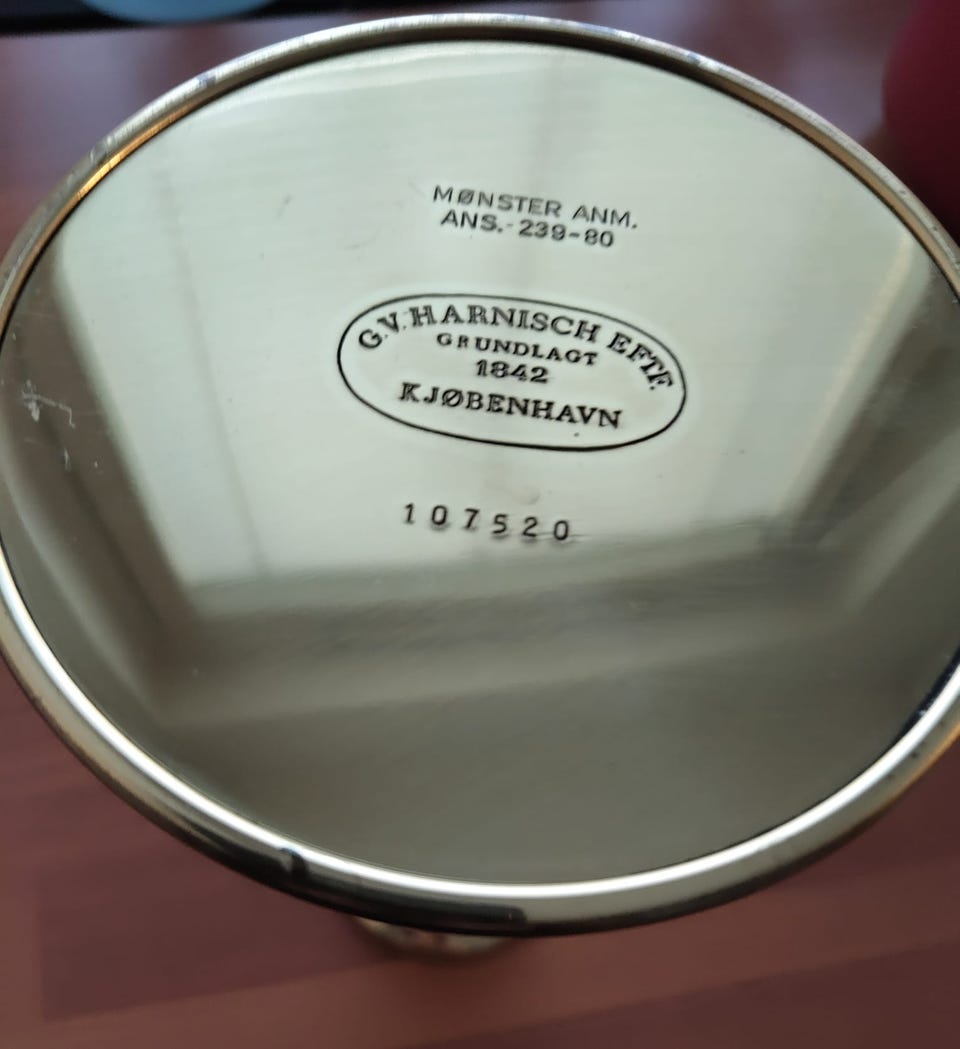 MØNSTER ANM.
ANS.-239-80
G.V. HARNISCH EFTF.
GRUNDLAGT
1842
KJØBENHAVN
107520